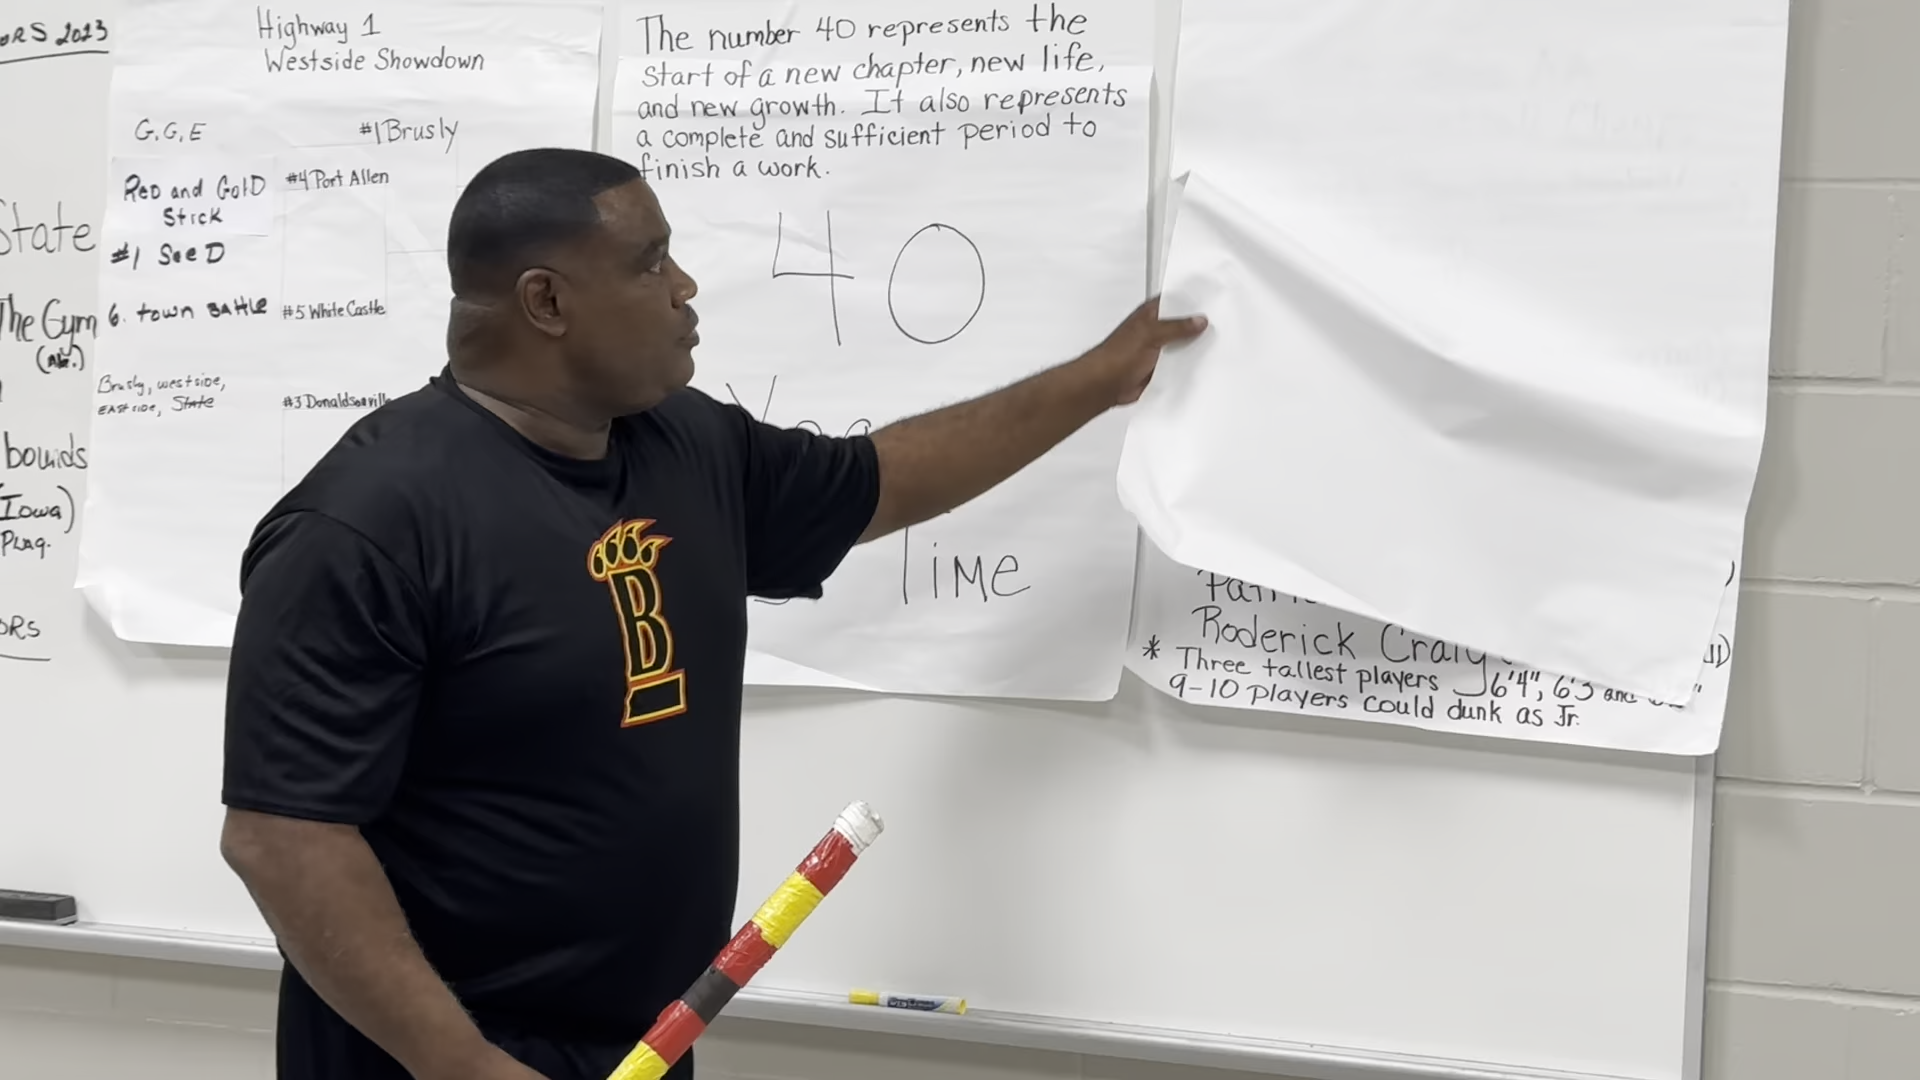 ORS 2023
State
The Gym
bounds
Iowa)
Plaq.
ORS
Highway 1
Westside Showdown
G.G.E
#1 Brusly
Red and Gold
Stick
#1 SeeD
#4 Port Allen
6. town BAttle
#5 White Castle
Brusly, westside,
EAST side, State
#3 Donaldsonville
The number 40 represents the
start of a new chapter, new life,
and new growth. It also represents
a complete and sufficient period to
finish a work.
40
Time
B
Roderick Craig
* Three tallest players 6'4", 6'3 and
9-10 players could dunk as Jr.